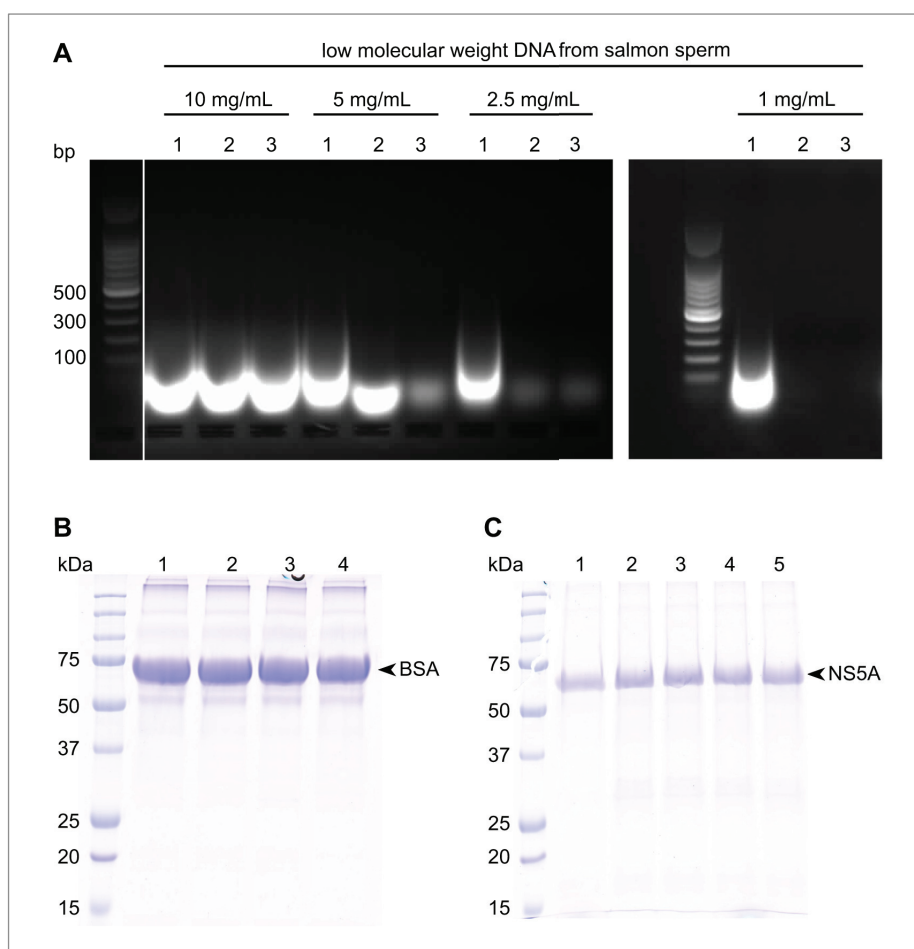 A
low molecular weight DNA from salmon sperm
10 mg/mL 5 mg/mL 2.5 mg/mL 1 mg/mL
bp 1 2 3 1 2 3 1 2 3 1 2 3
500
300
100
B
kDa 1 2 3 4
75
BSA
50
37
25
20
15
C
kDa 1 2 3 4 5
75
NS5A
50
37
25
20
15